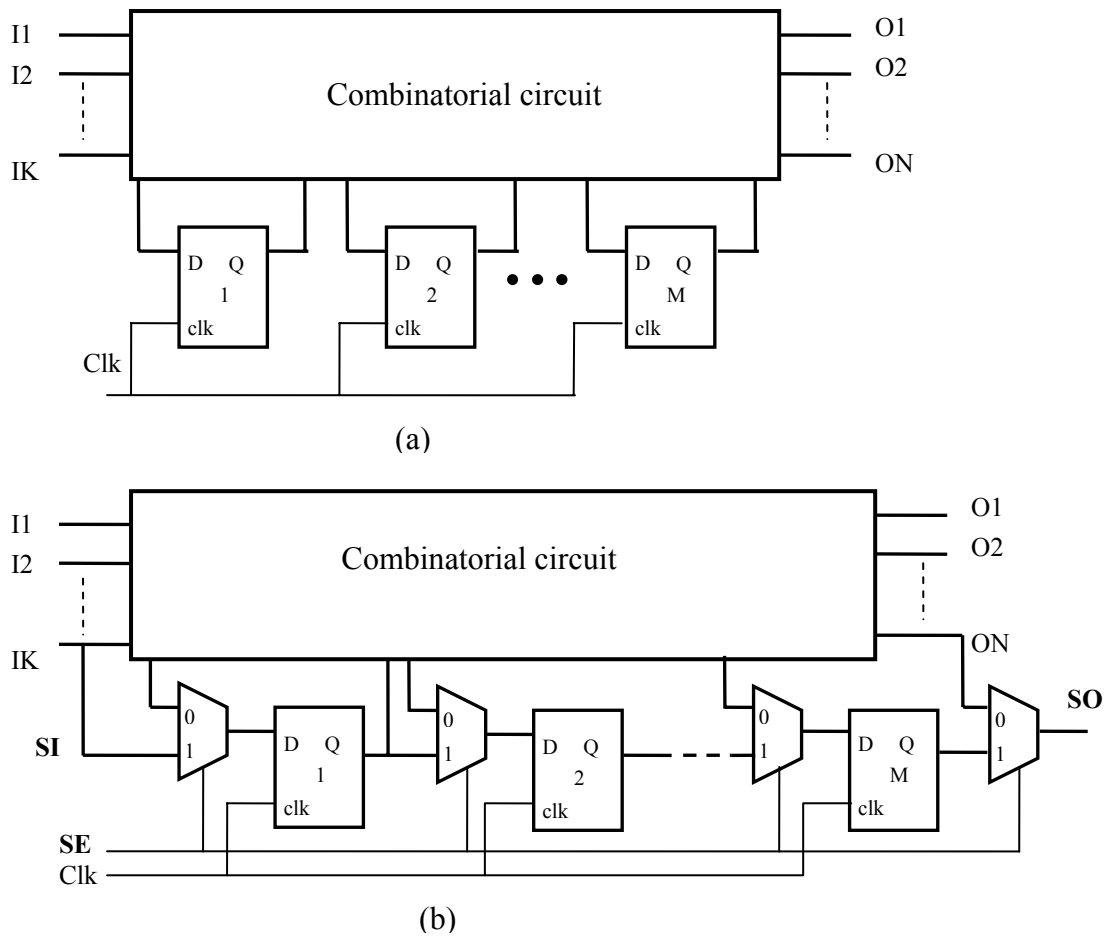 I1
O1
I2
Combinatorial circuit
O2
IK
ON
D Q
1
clk
D Q
2
clk
D Q
M
clk
Clk
(a)
I1
O1
I2
Combinatorial circuit
O2
IK
ON
SI
0
1
D Q
1
clk
0
1
D Q
2
clk
0
1
D Q
M
clk
0
1
SO
SE
Clk
(b)